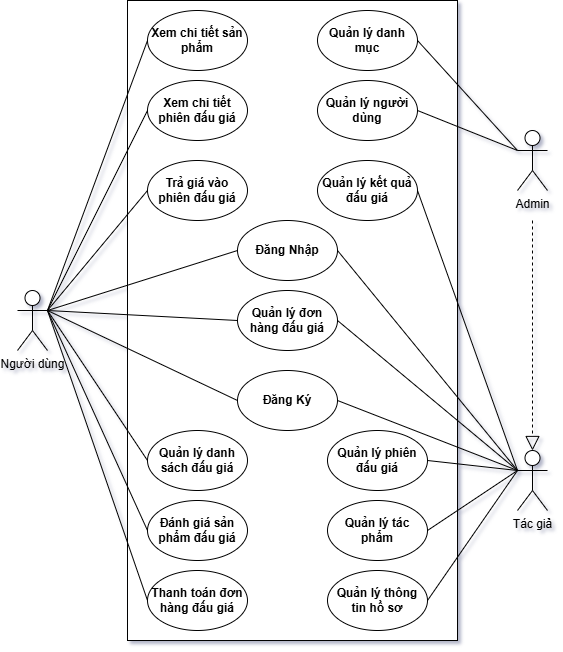 Xem chi tiết sản
phẩm
Quản lý danh
mục
Xem chi tiết
phiên đấu giá
Quản lý người
dùng
Trả giá vào
phiên đấu giá
Quản lý kết quả
đấu giá
Admin
Đăng Nhập
Quản lý đơn
hàng đấu giá
Người dùng
Đăng Ký
Quản lý danh
sách đấu giá
Quản lý phiên
đấu giá
Đánh giá sản
phẩm đấu giá
Quản lý tác
phẩm
Tác giả
Thanh toán đơn
hàng đấu giá
Quản lý thông
tin hồ sơ